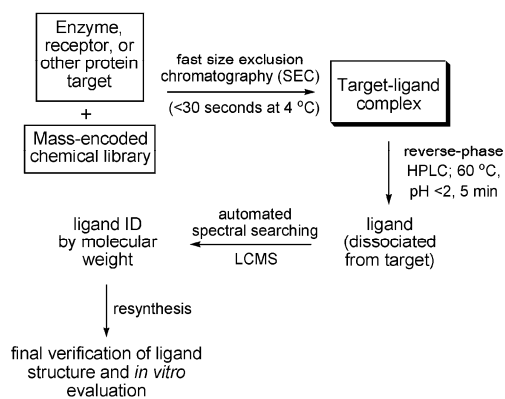 Enzyme,
receptor, or
other protein
target
+
Mass-encoded
chemical library
fast size exclusion
chromatography (SEC)
(<30 seconds at 4 °C)
Target-ligand
complex
reverse-phase
HPLC; 60 °C,
pH <2, 5 min
ligand
(dissociated
from target)
automated
spectral searching
LCMS
ligand ID
by molecular
weight
resynthesis
final verification of ligand
structure and in vitro
evaluation